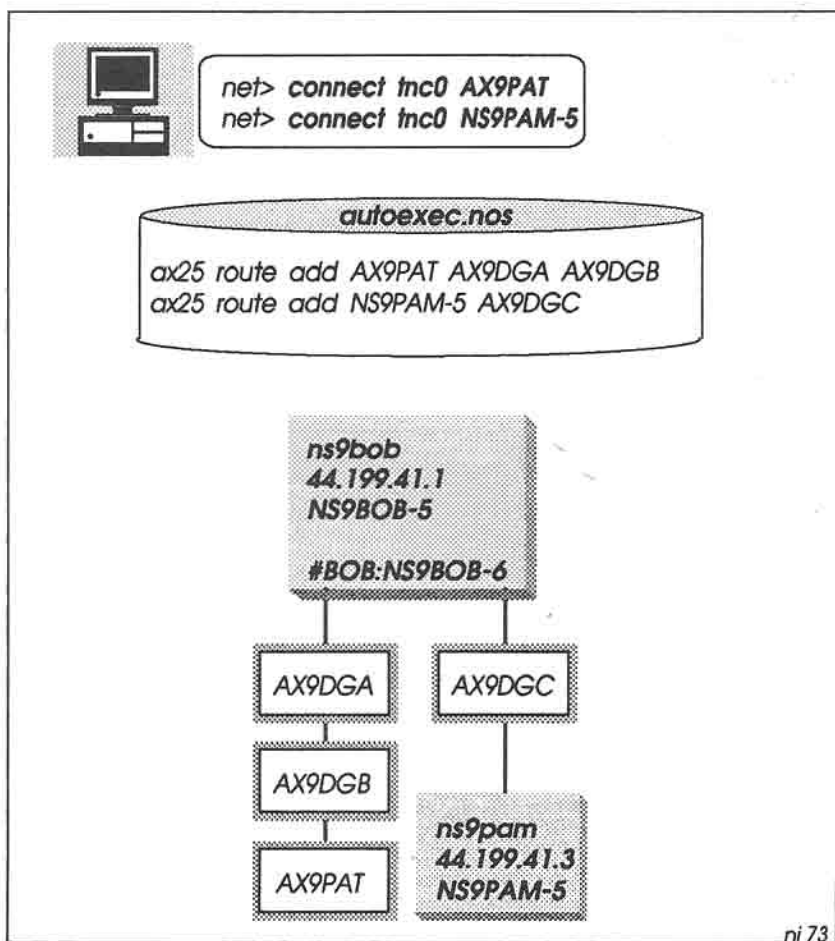 net> connect tnc0 AX9PAT
net> connect tnc0 NS9PAM-5
autoexec.nos
ax25 route add AX9PAT AX9DGA AX9DGB
ax25 route add NS9PAM-5 AX9DGC
ns9bob
44.199.41.1
NS9BOB-5
#BOB:NS9BOB-6
AX9DGA
AX9DGC
AX9DGB
ns9pam
44.199.41.3
NS9PAM-5
AX9PAT
ni 73